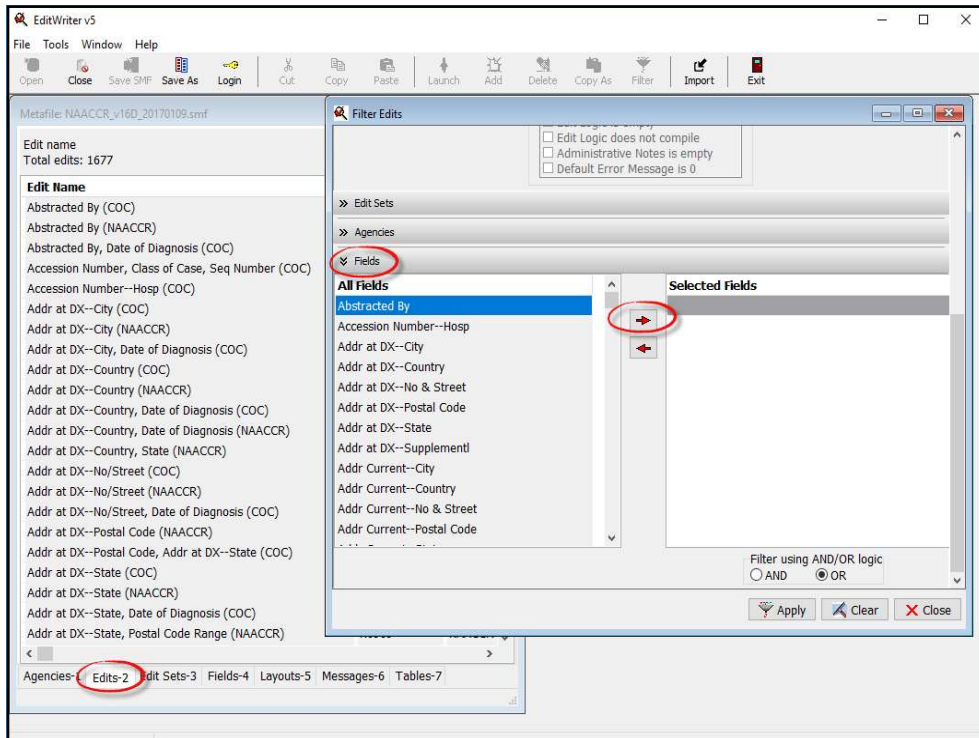 EditWriter v5
File Tools Window Help
Open Close Save SMF Save As Login Cut Copy Paste Launch Add Delete Copy As Filter Import Exit
Metafile: NAACCR_v16D_20170109.smf
Edit name
Total edits: 1677
Edit Name
Abstracted By (COC)
Abstracted By (NAACCR)
Abstracted By, Date of Diagnosis (COC)
Accession Number, Class of Case, Seq Number (COC)
Accession Number--Hosp (COC)
Addr at DX--City (COC)
Addr at DX--City (NAACCR)
Addr at DX--City, Date of Diagnosis (COC)
Addr at DX--Country (COC)
Addr at DX--Country (NAACCR)
Addr at DX--Country, Date of Diagnosis (COC)
Addr at DX--Country, Date of Diagnosis (NAACCR)
Addr at DX--Country, State (NAACCR)
Addr at DX--No/Street (COC)
Addr at DX--No/Street (NAACCR)
Addr at DX--No/Street, Date of Diagnosis (COC)
Addr at DX--Postal Code (NAACCR)
Addr at DX--Postal Code, Addr at DX--State (COC)
Addr at DX--State (COC)
Addr at DX--State (NAACCR)
Addr at DX--State, Date of Diagnosis (COC)
Addr at DX--State, Postal Code Range (NAACCR)
Agencies-1 Edits-2 Edit Sets-3 Fields-4 Layouts-5 Messages-6 Tables-7
Filter Edits
Edit Logic does not compile
Administrative Notes is empty
Default Error Message is 0
Edit Sets
Agencies
Fields
All Fields
Abstracted By
Accession Number--Hosp
Addr at DX--City
Addr at DX--Country
Addr at DX--No & Street
Addr at DX--Postal Code
Addr at DX--State
Addr at DX--Supplementl
Addr Current--City
Addr Current--Country
Addr Current--No & Street
Addr Current--Postal Code
Selected Fields
Filter using AND/OR logic
AND OR
Apply Clear Close